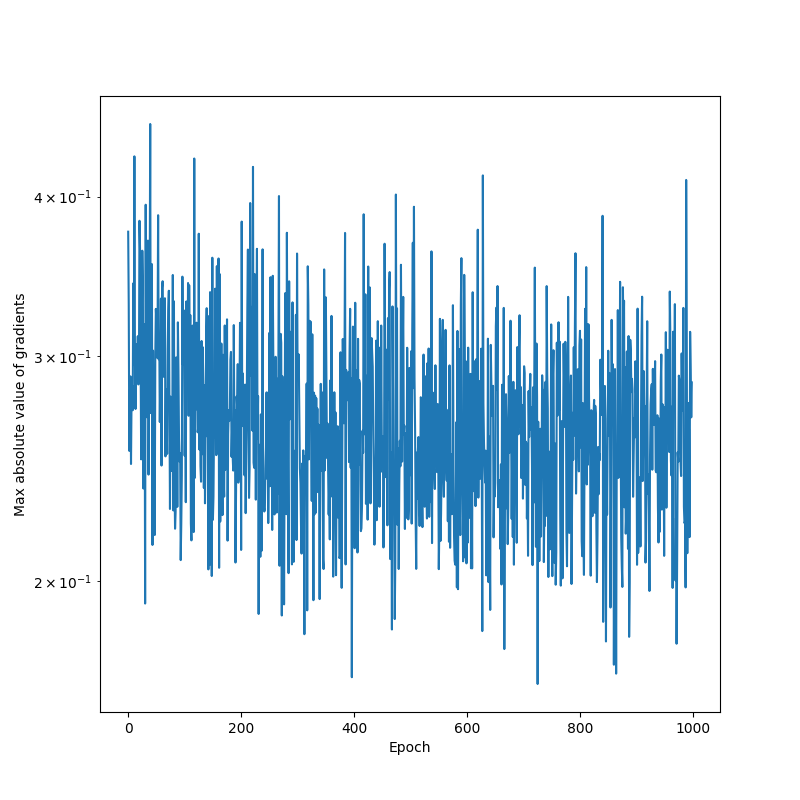 Max absolute value of gradients
4 × 10⁻¹
3 × 10⁻¹
2 × 10⁻¹
0 200 400 600 800 1000
Epoch